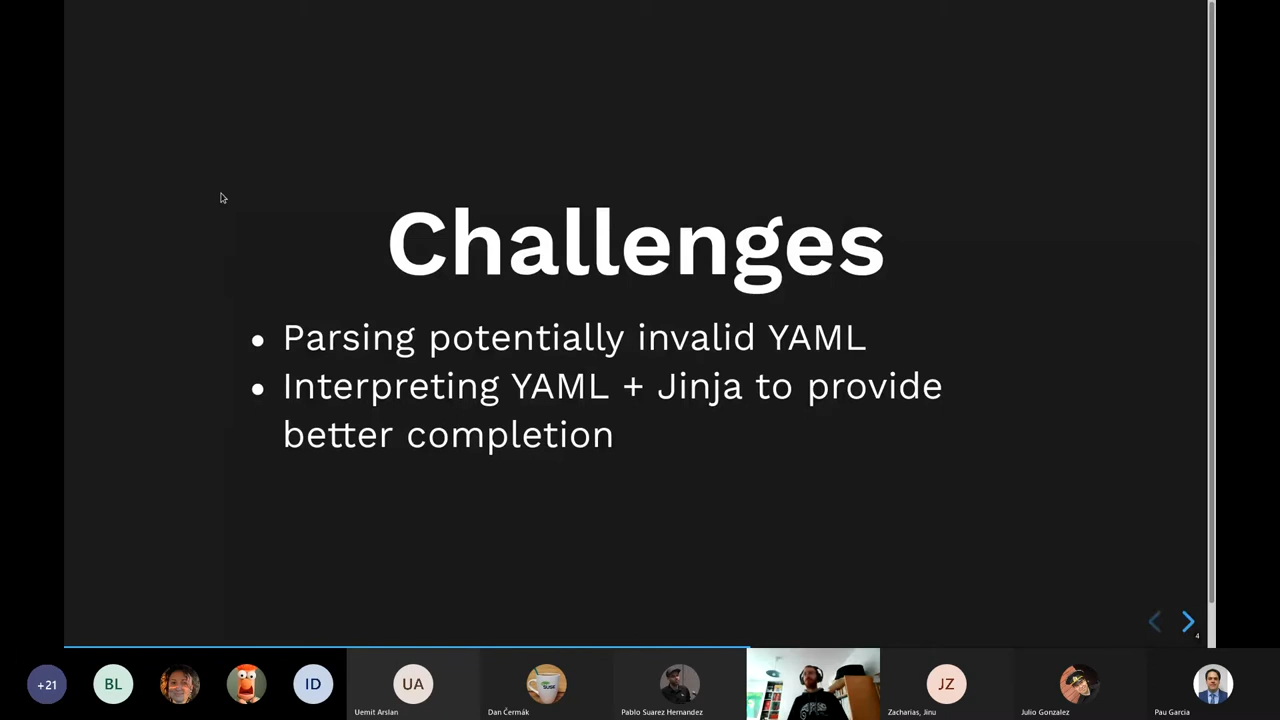 Challenges
Parsing potentially invalid YAML
Interpreting YAML + Jinja to provide
better completion
4
+21
BL
ID
UA
JZ
Uemit Arslan
Dan Čermák
Pablo Suarez Hernandez
Zacharias, Jinu
Julio Gonzalez
Pau Garcia